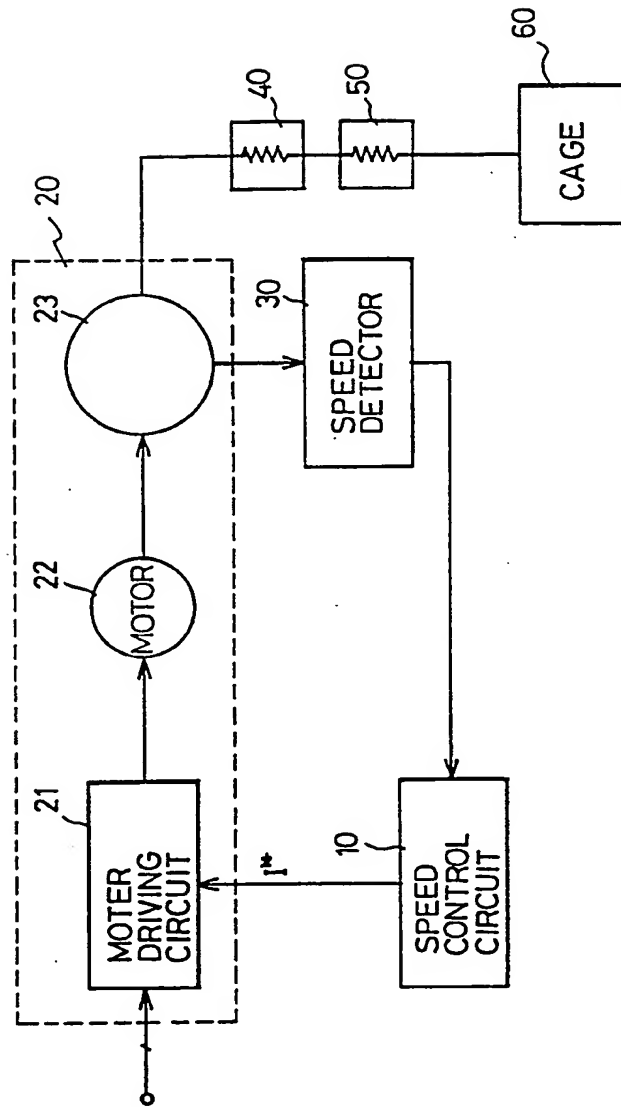 20
21
MOTER
DRIVING
CIRCUIT
22
MOTOR
23
40
50
60
CAGE
30
SPEED
DETECTOR
I*
10
SPEED
CONTROL
CIRCUIT